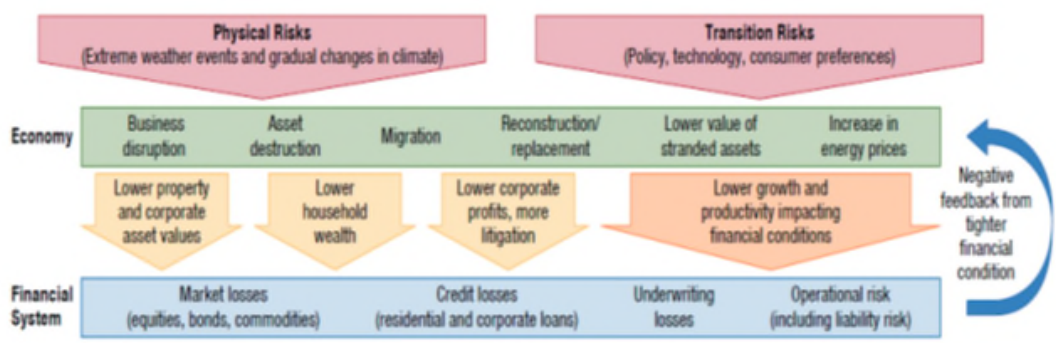 Physical Risks
(Extreme weather events and gradual changes in climate)
Transition Risks
(Policy, technology, consumer preferences)
Economy
Business
disruption
Asset
destruction
Migration
Reconstruction/
replacement
Lower value of
stranded assets
Increase in
energy prices
Lower property
and corporate
asset values
Lower
household
wealth
Lower corporate
profits, more
litigation
Lower growth and
productivity impacting
financial conditions
Negative
feedback from
tighter
financial
condition
Financial
System
Market losses
(equities, bonds, commodities)
Credit losses
(residential and corporate loans)
Underwriting
losses
Operational risk
(including liability risk)